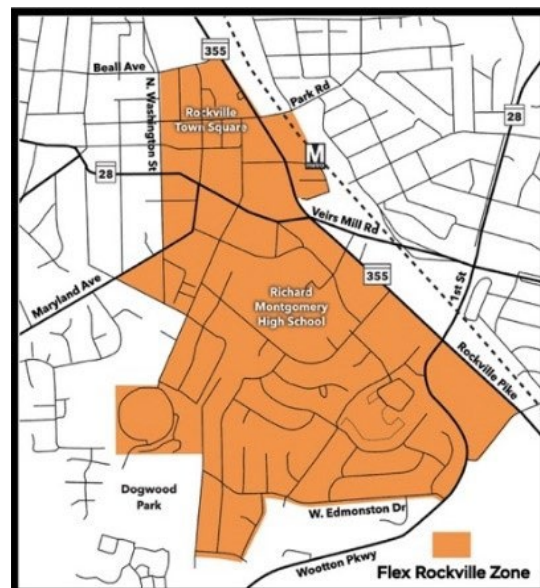 355
Beall Ave
N. Washington St
Park Rd
Rockville
Town Square
28
M
28
Veirs Mill Rd
355
1st St
Maryland Ave
Richard
Montgomery
High School
Rockville Pike
Dogwood
Park
W. Edmonston Dr
Wootton Pkwy
Flex Rockville Zone